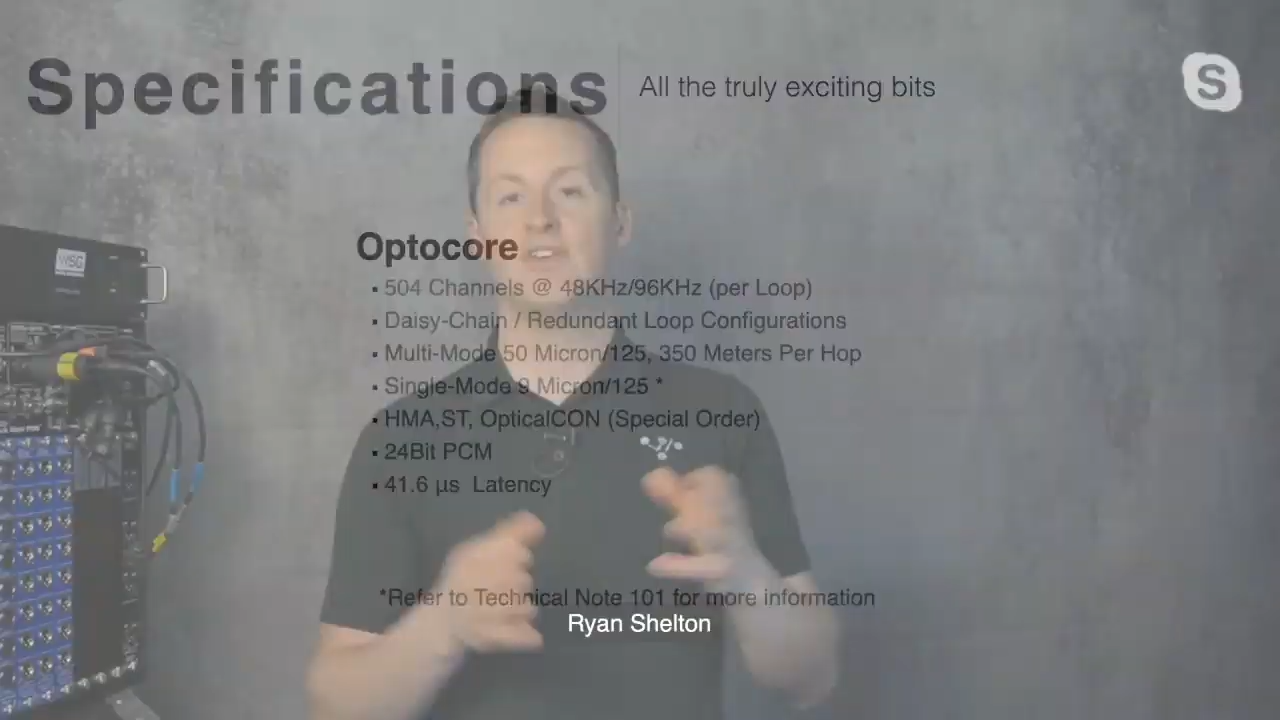 Specifications
All the truly exciting bits
S
WSG
Optocore
▪ 504 Channels @ 48KHz/96KHz (per Loop)
▪ Daisy-Chain / Redundant Loop Configurations
▪ Multi-Mode 50 Micron/125, 350 Meters Per Hop
▪ Single-Mode 9 Micron/125 *
▪ HMA,ST, OpticalCON (Special Order)
▪ 24Bit PCM
▪ 41.6 µs Latency
*Refer to Technical Note 101 for more information
Ryan Shelton